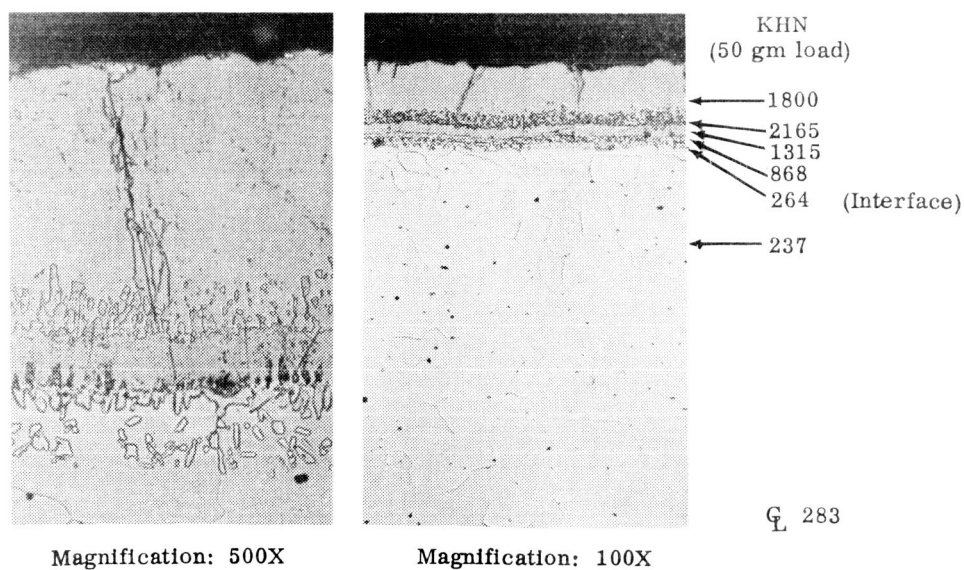 KHN
(50 gm load)
1800
2165
1315
868
264 (Interface)
237
℄ 283
Magnification: 500X
Magnification: 100X